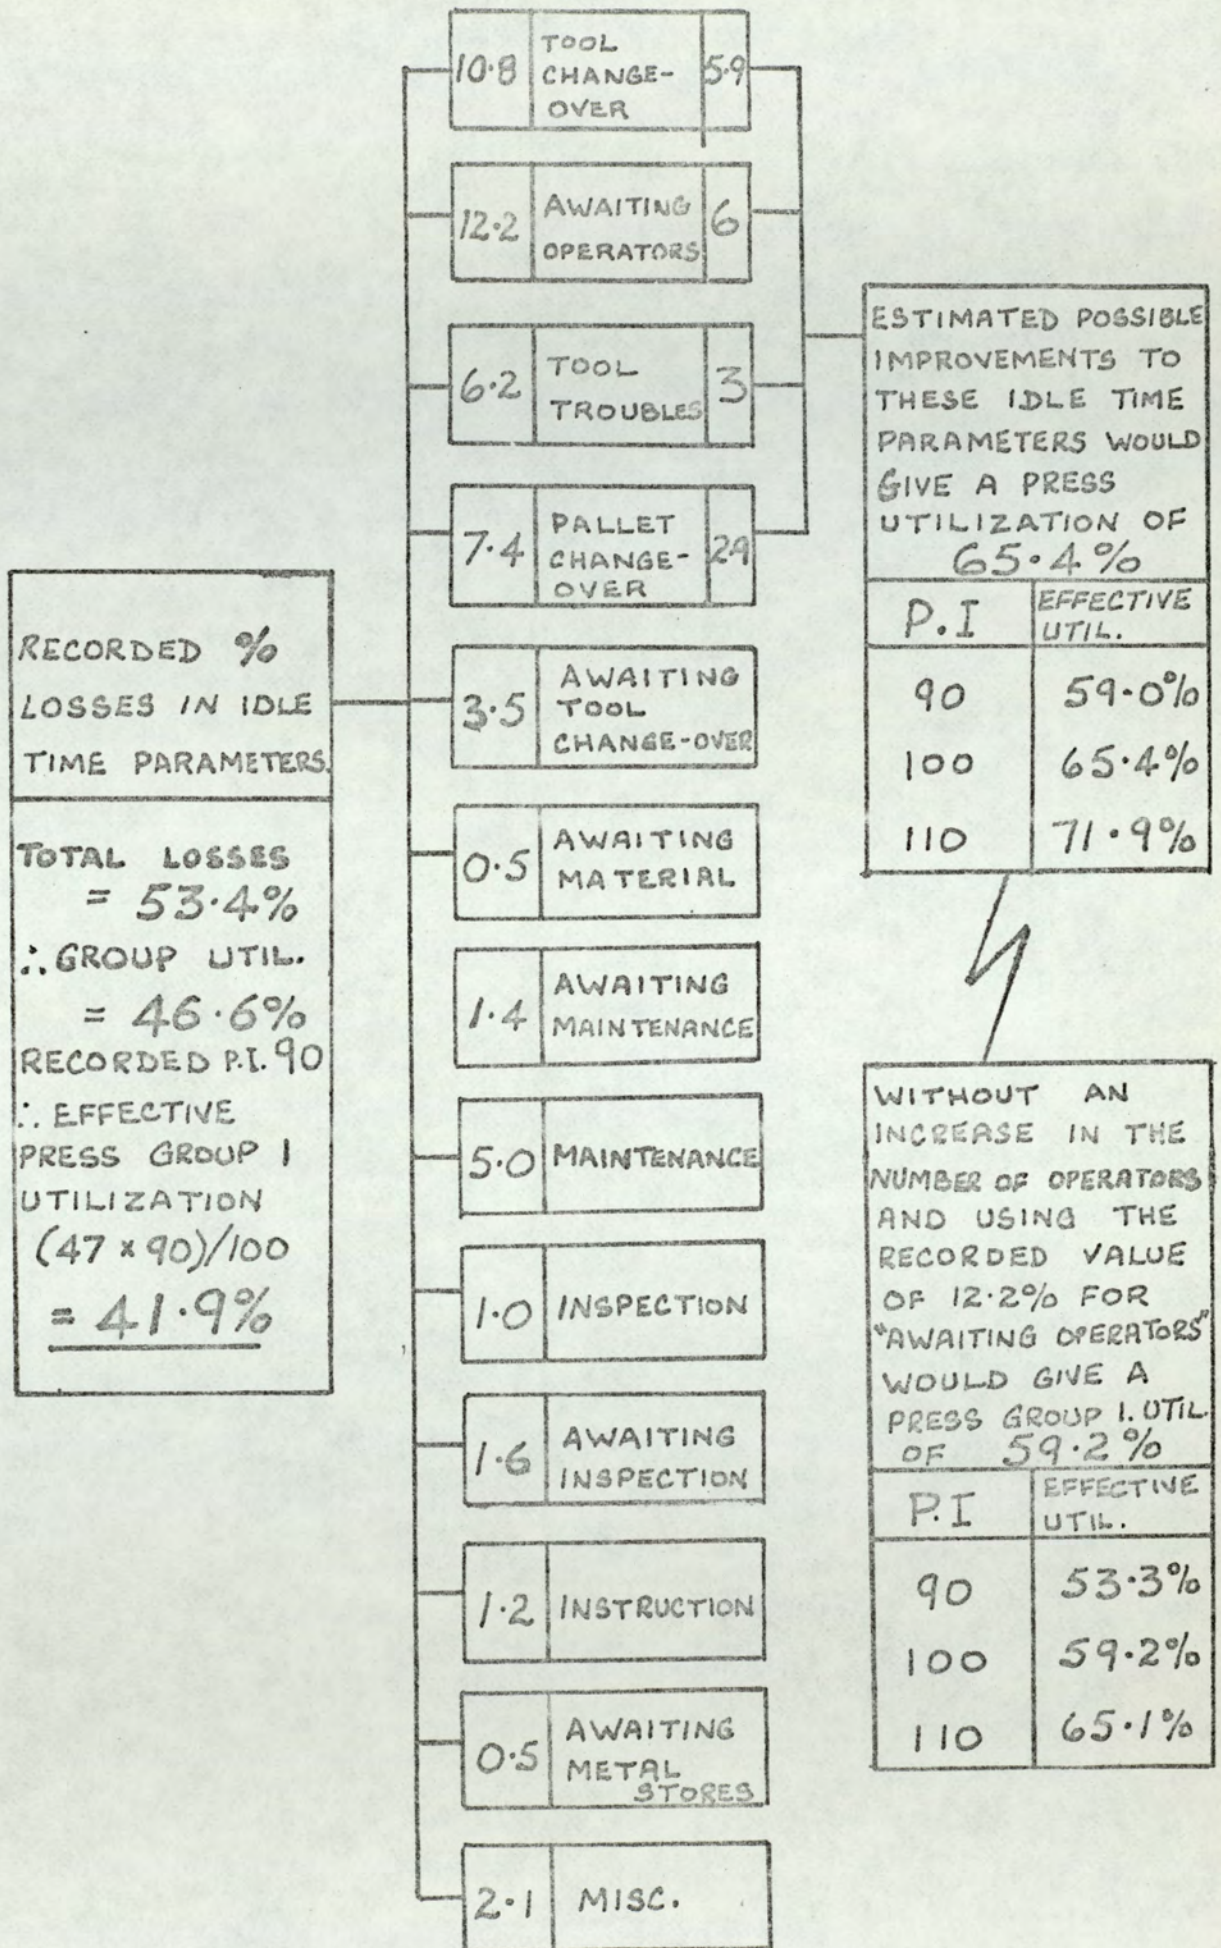 RECORDED %
LOSSES IN IDLE
TIME PARAMETERS.
TOTAL LOSSES
= 53.4%
∴ GROUP UTIL.
= 46.6%
RECORDED P.I. 90
∴ EFFECTIVE
PRESS GROUP 1
UTILIZATION
(47 × 90)/100
= 41.9%
10.8 TOOL CHANGE- OVER 5.9
12.2 AWAITING OPERATORS 6
6.2 TOOL TROUBLES 3
7.4 PALLET CHANGE- OVER 2.9
3.5 AWAITING TOOL CHANGE-OVER
0.5 AWAITING MATERIAL
1.4 AWAITING MAINTENANCE
5.0 MAINTENANCE
1.0 INSPECTION
1.6 AWAITING INSPECTION
1.2 INSTRUCTION
0.5 AWAITING METAL STORES
2.1 MISC.
ESTIMATED POSSIBLE
IMPROVEMENTS TO
THESE IDLE TIME
PARAMETERS WOULD
GIVE A PRESS
UTILIZATION OF
65.4%
P.I EFFECTIVE UTIL.
90 59.0%
100 65.4%
110 71.9%
WITHOUT AN
INCREASE IN THE
NUMBER OF OPERATORS
AND USING THE
RECORDED VALUE
OF 12.2% FOR
"AWAITING OPERATORS"
WOULD GIVE A
PRESS GROUP 1. UTIL.
OF 59.2%
P.I EFFECTIVE UTIL.
90 53.3%
100 59.2%
110 65.1%